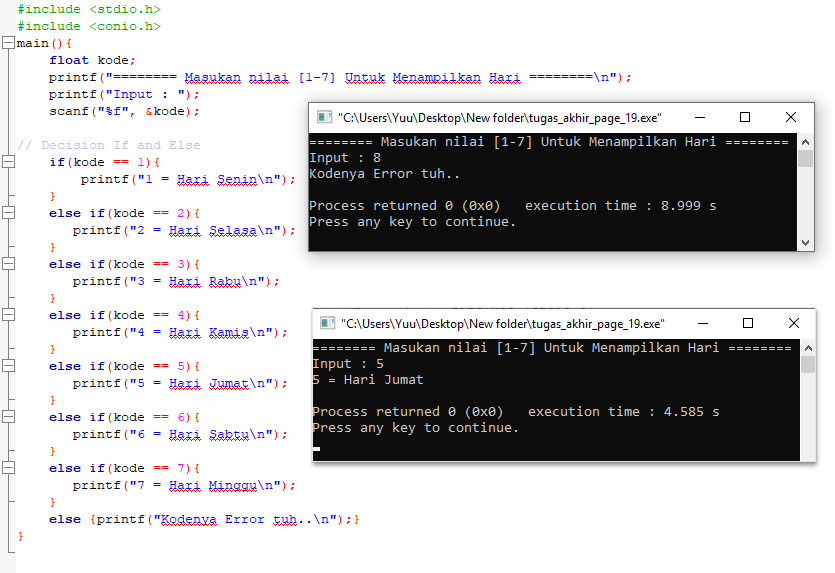 #include <stdio.h>
#include <conio.h>
main(){
    float kode;
    printf("======== Masukan nilai [1-7] Untuk Menampilkan Hari ========\n");
    printf("Input : ");
    scanf("%f", &kode);
// Decision If and Else
    if(kode == 1){
        printf("1 = Hari Senin\n");
    }
    else if(kode == 2){
       printf("2 = Hari Selasa\n");
    }
    else if(kode == 3){
       printf("3 = Hari Rabu\n");
    }
    else if(kode == 4){
       printf("4 = Hari Kamis\n");
    }
    else if(kode == 5){
       printf("5 = Hari Jumat\n");
    }
    else if(kode == 6){
       printf("6 = Hari Sabtu\n");
    }
    else if(kode == 7){
       printf("7 = Hari Minggu\n");
    }
    else {printf("Kodenya Error tuh..\n");}
}
"C:\Users\Yuu\Desktop\New folder\tugas_akhir_page_19.exe"
======== Masukan nilai [1-7] Untuk Menampilkan Hari ========
Input : 8
Kodenya Error tuh..
Process returned 0 (0x0)   execution time : 8.999 s
Press any key to continue.
"C:\Users\Yuu\Desktop\New folder\tugas_akhir_page_19.exe"
======== Masukan nilai [1-7] Untuk Menampilkan Hari ========
Input : 5
5 = Hari Jumat
Process returned 0 (0x0)   execution time : 4.585 s
Press any key to continue.